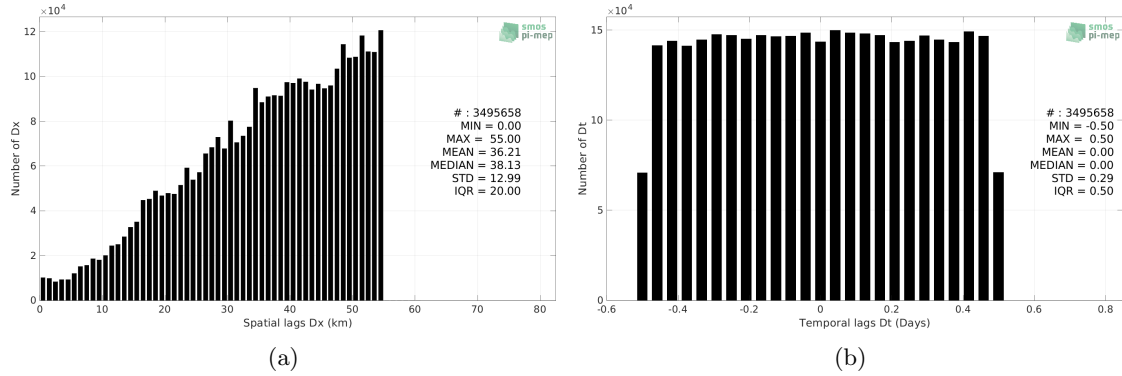 ×10⁴
12
10
8
6
4
2
0
Number of Dx
0 10 20 30 40 50 60 70 80
Spatial lags Dx (km)
smos
pi-mep
# : 3495658
MIN = 0.00
MAX = 55.00
MEAN = 36.21
MEDIAN = 38.13
STD = 12.99
IQR = 20.00
(a)
×10⁴
15
10
5
0
Number of Dt
-0.6 -0.4 -0.2 0 0.2 0.4 0.6 0.8
Temporal lags Dt (Days)
smos
pi-mep
# : 3495658
MIN = -0.50
MAX = 0.50
MEAN = 0.00
MEDIAN = 0.00
STD = 0.29
IQR = 0.50
(b)